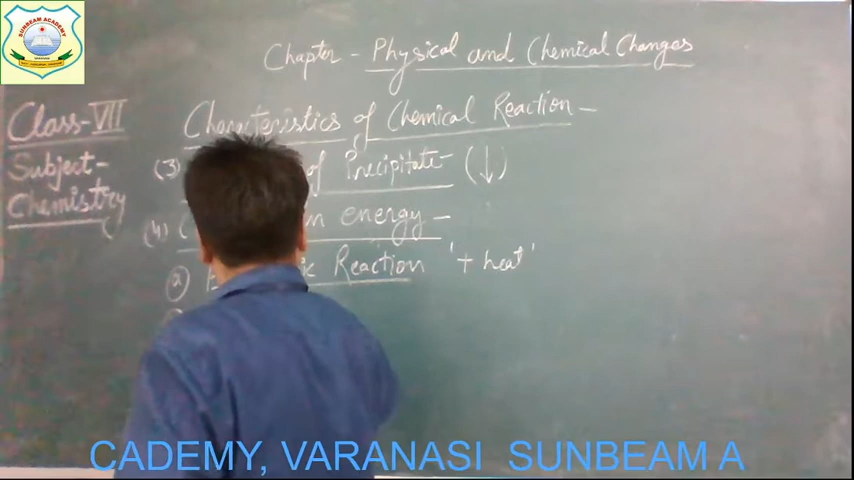 SUNBEAM ACADEMY
Chapter - Physical and Chemical Changes
Class-VII
Subject-
Chemistry
Characteristics of Chemical Reaction -
(3) of Precipitate - (↓)
(4) in energy -
(a) Reaction '+ heat'
CADEMY, VARANASI SUNBEAM A